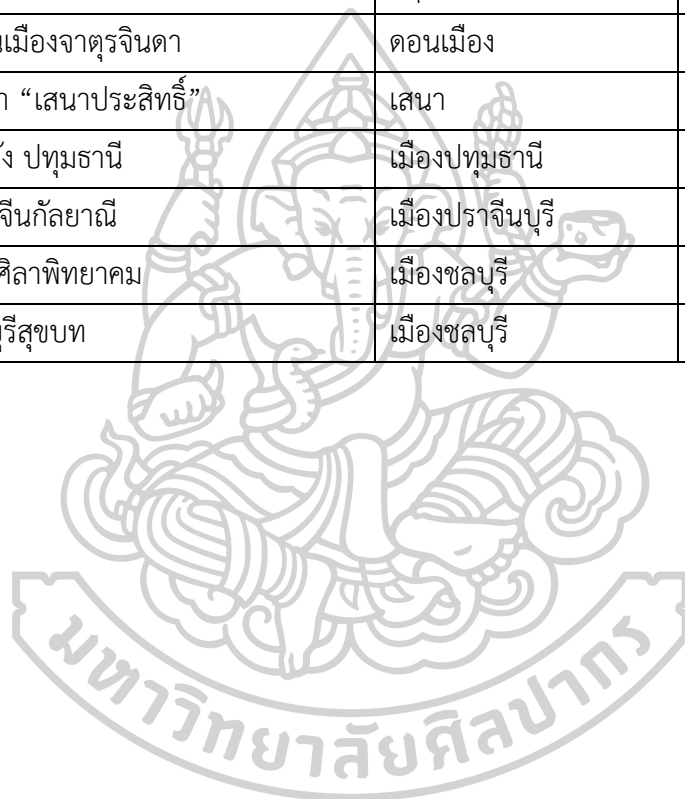 นเมืองจาตุรจินดา ดอนเมือง
า “เสนาประสิทธิ์” เสนา
ัง ปทุมธานี เมืองปทุมธานี
จีนกัลยาณี เมืองปราจีนบุรี
ศิลาพิทยาคม เมืองชลบุรี
ุรีสุขบท เมืองชลบุรี
มหาวิทยาลัยศิลปากร